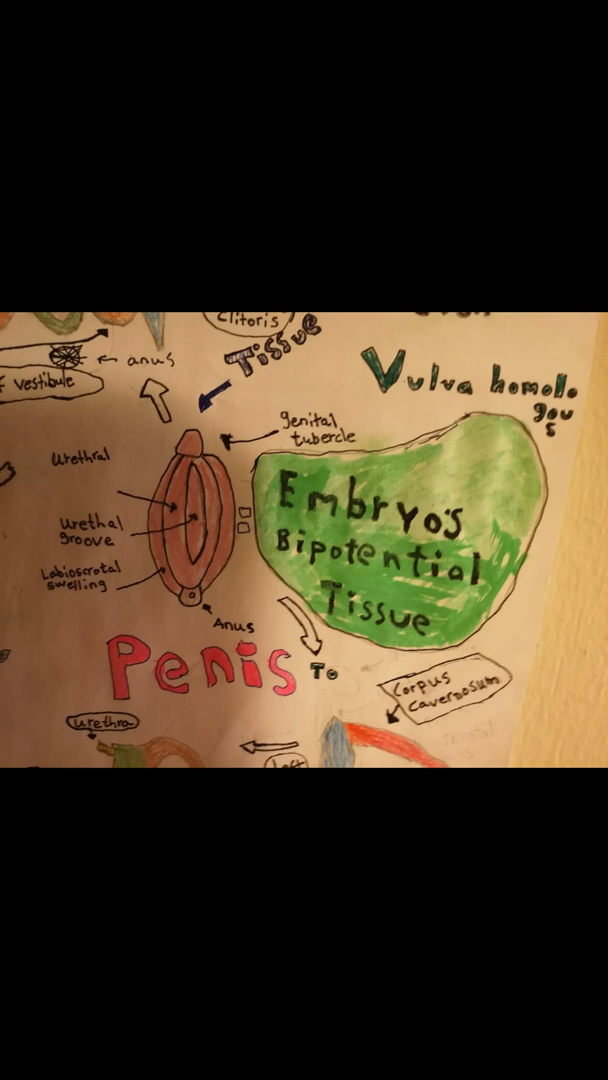 Clitoris
Tissue
anus
vestibule
Vulva homolo
gou
s
genital
tubercle
Urethral
Embryo's
Bipotential
Tissue
Urethal
groove
Labioscrotal
swelling
Anus
Penis
To
Corpus
Cavernosum
urethra